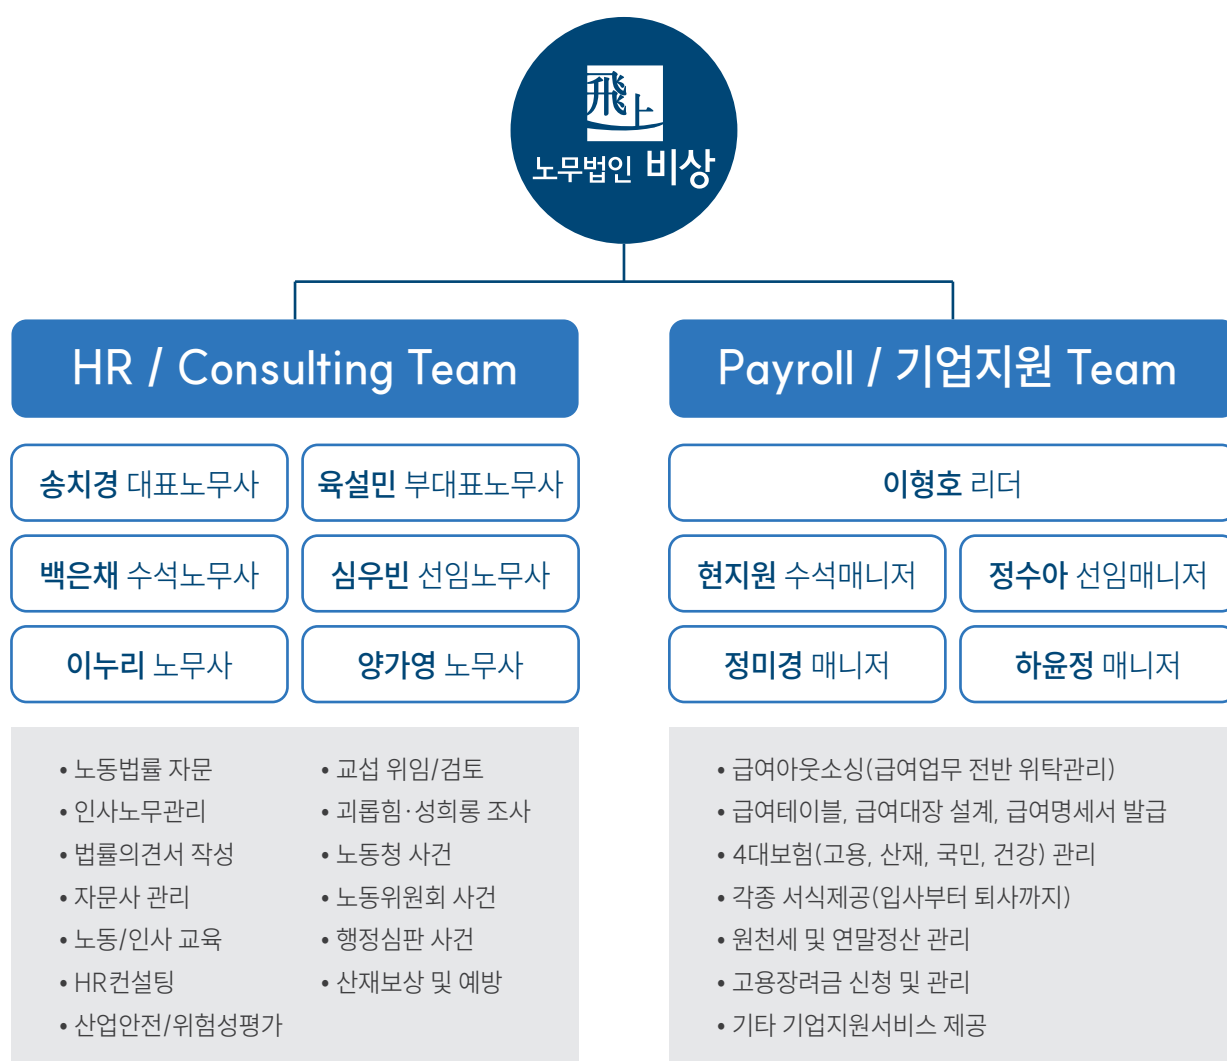 飛上
노무법인 비상
HR / Consulting Team
송치경 대표노무사
육설민 부대표노무사
백은채 수석노무사
심우빈 선임노무사
이누리 노무사
양가영 노무사
• 노동법률 자문
• 인사노무관리
• 법률의견서 작성
• 자문사 관리
• 노동/인사 교육
• HR컨설팅
• 산업안전/위험성평가
• 교섭 위임/검토
• 괴롭힘·성희롱 조사
• 노동청 사건
• 노동위원회 사건
• 행정심판 사건
• 산재보상 및 예방
Payroll / 기업지원 Team
이형호 리더
현지원 수석매니저
정수아 선임매니저
정미경 매니저
하윤정 매니저
• 급여아웃소싱(급여업무 전반 위탁관리)
• 급여테이블, 급여대장 설계, 급여명세서 발급
• 4대보험(고용, 산재, 국민, 건강) 관리
• 각종 서식제공(입사부터 퇴사까지)
• 원천세 및 연말정산 관리
• 고용장려금 신청 및 관리
• 기타 기업지원서비스 제공